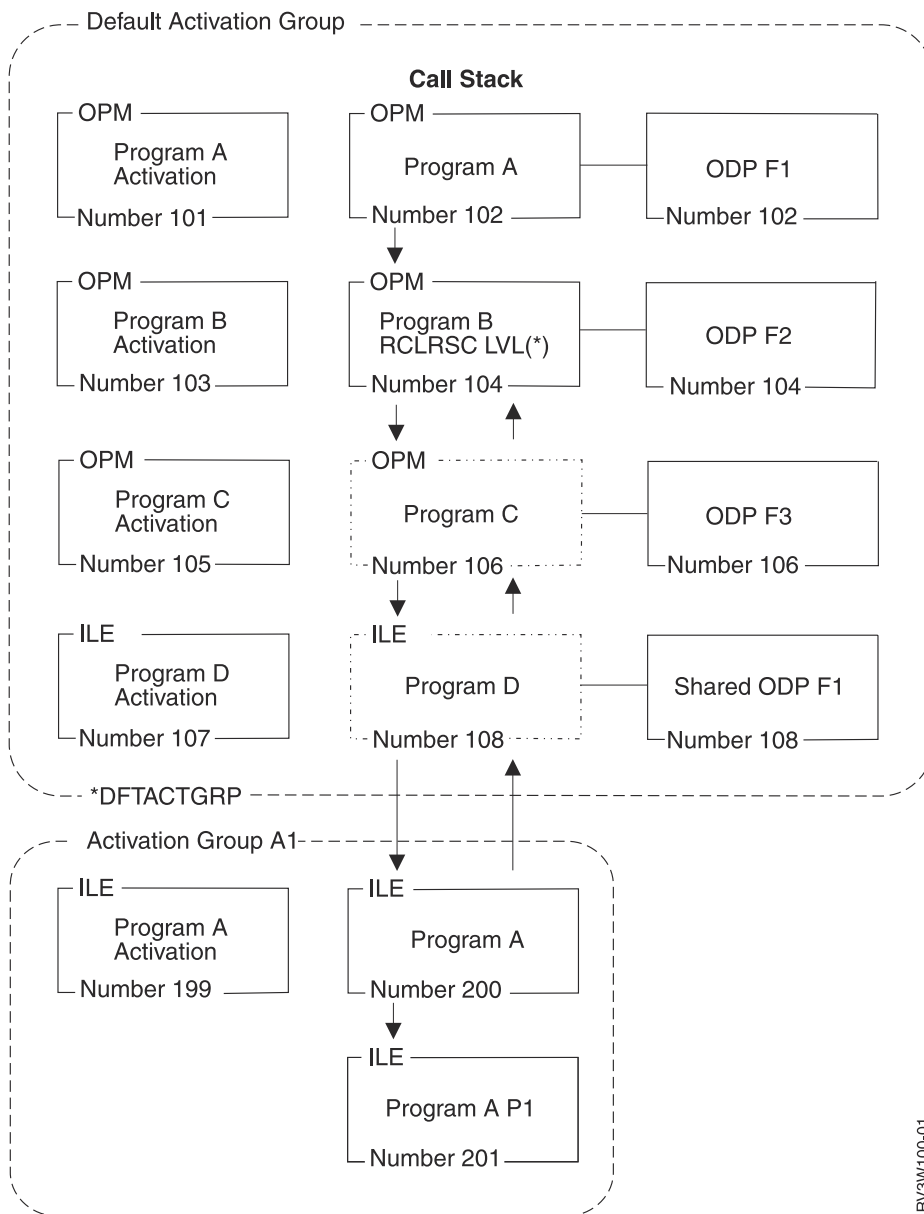 Default Activation Group
Call Stack
OPM
Program A
Activation
Number 101
OPM
Program A
Number 102
ODP F1
Number 102
OPM
Program B
Activation
Number 103
OPM
Program B
RCLRSC LVL(*)
Number 104
ODP F2
Number 104
OPM
Program C
Activation
Number 105
OPM
Program C
Number 106
ODP F3
Number 106
ILE
Program D
Activation
Number 107
ILE
Program D
Number 108
Shared ODP F1
Number 108
*DFTACTGRP
Activation Group A1
ILE
Program A
Activation
Number 199
ILE
Program A
Number 200
ILE
Program A P1
Number 201
RV3W100-01